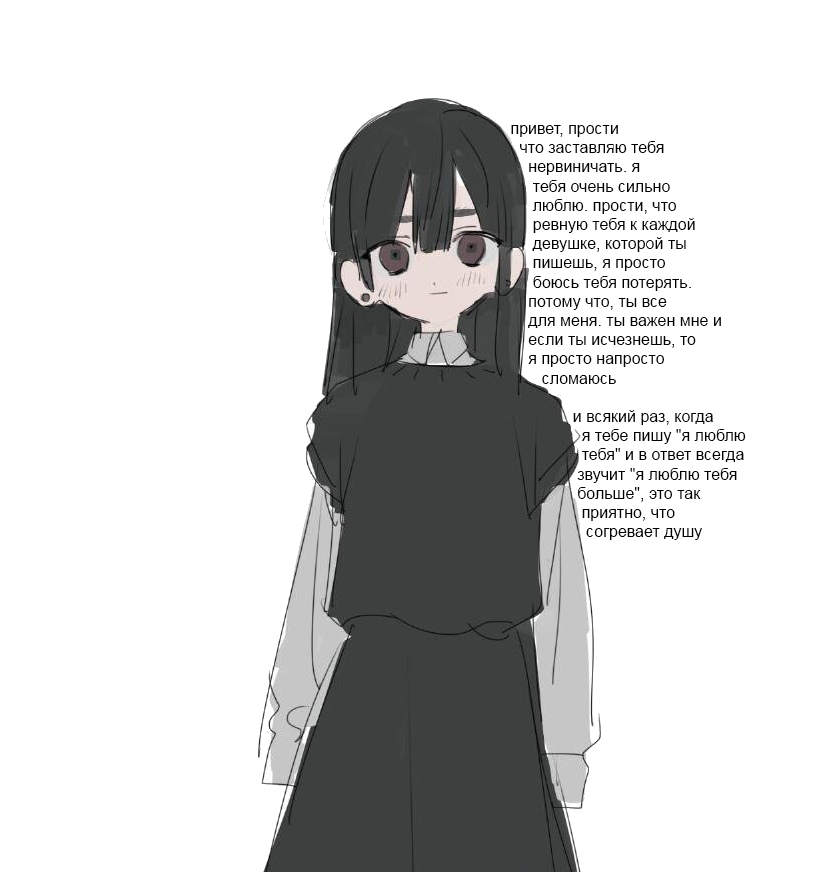 привет, прости
что заставляю тебя
нервиничать. я
тебя очень сильно
люблю. прости, что
ревную тебя к каждой
девушке, которой ты
пишешь, я просто
боюсь тебя потерять.
потому что, ты все
для меня. ты важен мне и
если ты исчезнешь, то
я просто напросто
сломаюсь
и всякий раз, когда
я тебе пишу "я люблю
тебя" и в ответ всегда
звучит "я люблю тебя
больше", это так
приятно, что
согревает душу